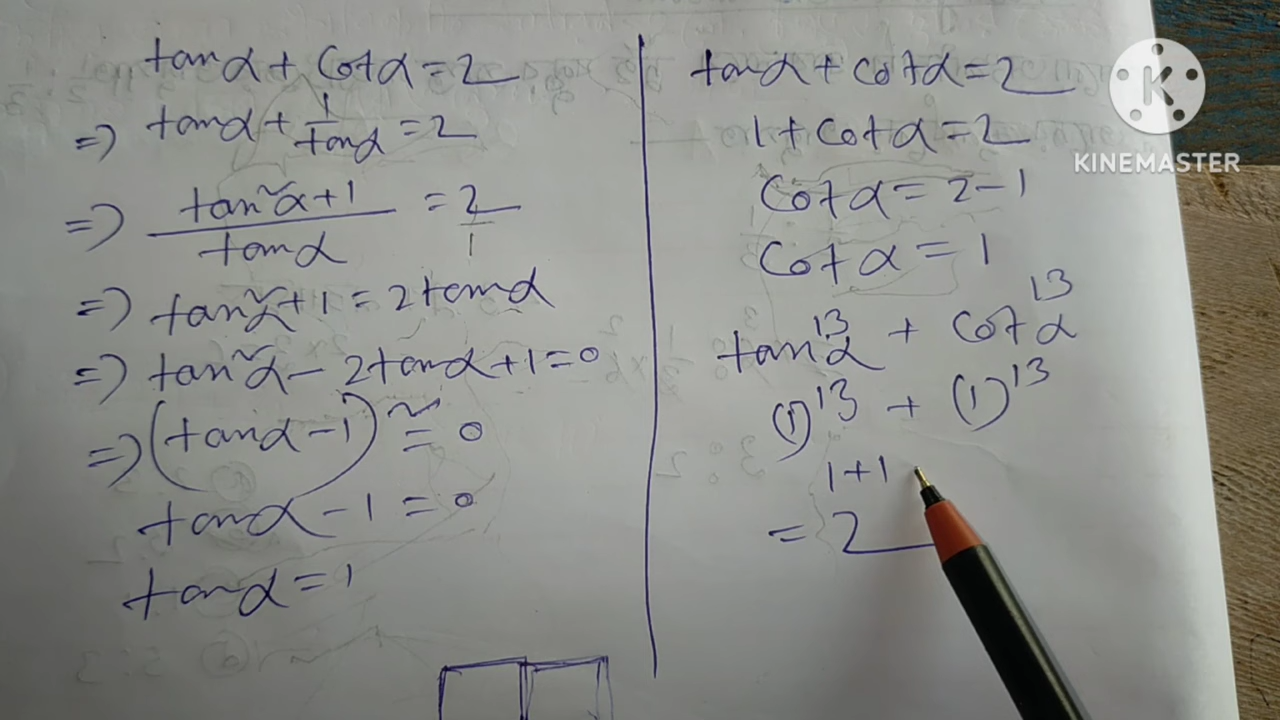 tanα + cotα = 2
=> tanα + 1/tanα = 2
=> tan²α + 1 / tanα = 2/1
=> tan²α + 1 = 2tanα
=> tan²α - 2tanα + 1 = 0
=> (tanα - 1)² = 0
tanα - 1 = 0
tanα = 1
tanα + cotα = 2
1 + cotα = 2
cotα = 2 - 1
cotα = 1
tan¹³α + cot¹³α
(1)¹³ + (1)¹³
1 + 1
= 2
K
KINEMASTER